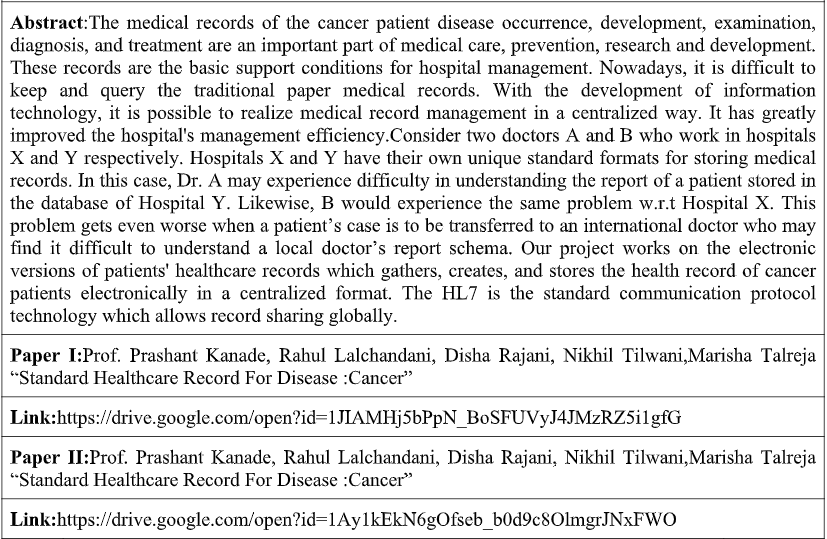 Abstract:The medical records of the cancer patient disease occurrence, development, examination,
diagnosis, and treatment are an important part of medical care, prevention, research and development.
These records are the basic support conditions for hospital management. Nowadays, it is difficult to
keep and query the traditional paper medical records. With the development of information
technology, it is possible to realize medical record management in a centralized way. It has greatly
improved the hospital's management efficiency.Consider two doctors A and B who work in hospitals
X and Y respectively. Hospitals X and Y have their own unique standard formats for storing medical
records. In this case, Dr. A may experience difficulty in understanding the report of a patient stored in
the database of Hospital Y. Likewise, B would experience the same problem w.r.t Hospital X. This
problem gets even worse when a patient’s case is to be transferred to an international doctor who may
find it difficult to understand a local doctor’s report schema. Our project works on the electronic
versions of patients' healthcare records which gathers, creates, and stores the health record of cancer
patients electronically in a centralized format. The HL7 is the standard communication protocol
technology which allows record sharing globally.
Paper I:Prof. Prashant Kanade, Rahul Lalchandani, Disha Rajani, Nikhil Tilwani,Marisha Talreja
“Standard Healthcare Record For Disease :Cancer”
Link:https://drive.google.com/open?id=1JIAMHj5bPpN_BoSFUVyJ4JMzRZ5i1gfG
Paper II:Prof. Prashant Kanade, Rahul Lalchandani, Disha Rajani, Nikhil Tilwani,Marisha Talreja
“Standard Healthcare Record For Disease :Cancer”
Link:https://drive.google.com/open?id=1Ay1kEkN6gOfseb_b0d9c8OlmgrJNxFWO